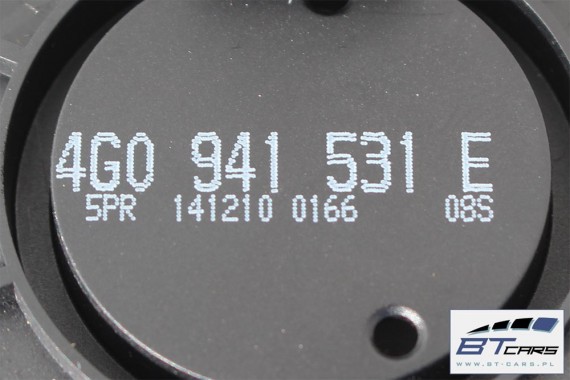 4G0 941 531 E
5PR 141210 0166 08S
BTCARS
WWW.BT-CARS.PL